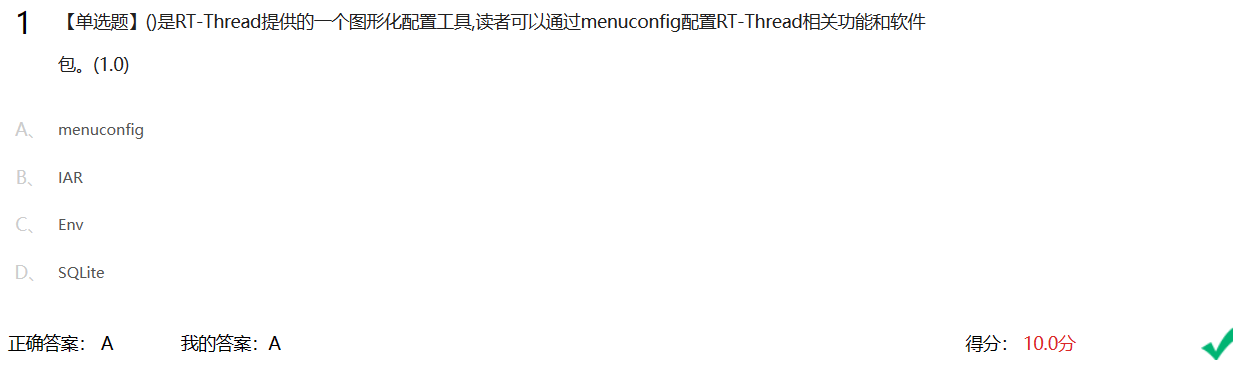 1 【单选题】()是RT-Thread提供的一个图形化配置工具,读者可以通过menuconfig配置RT-Thread相关功能和软件
包。(1.0)
A、 menuconfig
B、 IAR
C、 Env
D、 SQLite
正确答案： A 我的答案：A 得分： 10.0分